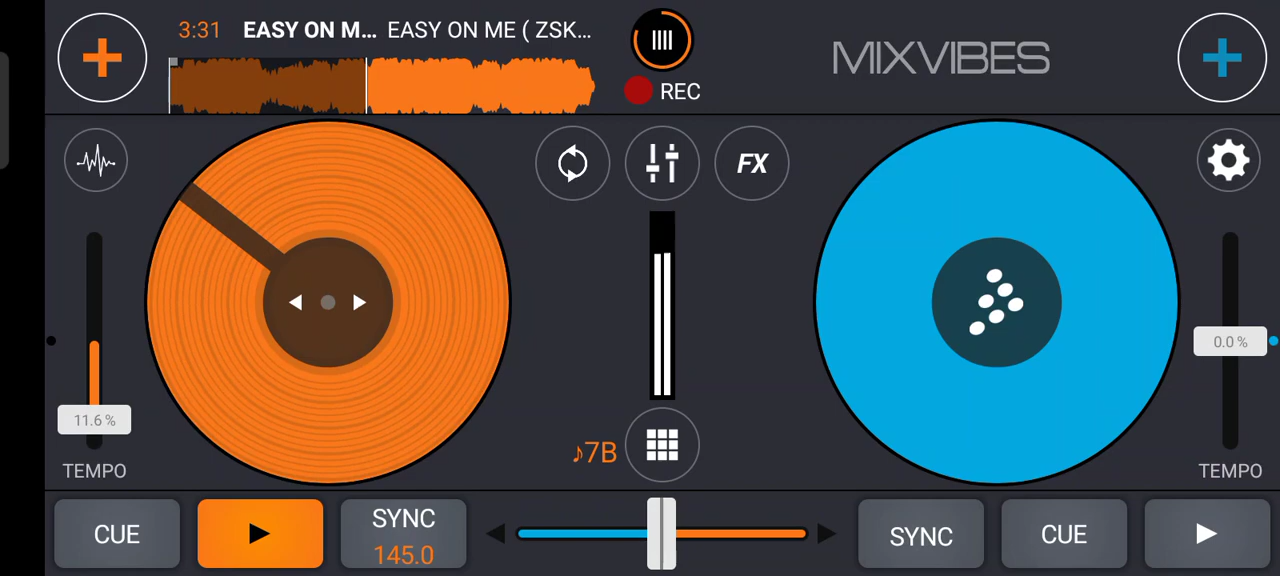 3:31 EASY ON M... EASY ON ME ( ZSK...
REC
MIXVIBES
FX
11.6 %
TEMPO
♪7B
0.0 %
TEMPO
CUE
SYNC
145.0
SYNC
CUE